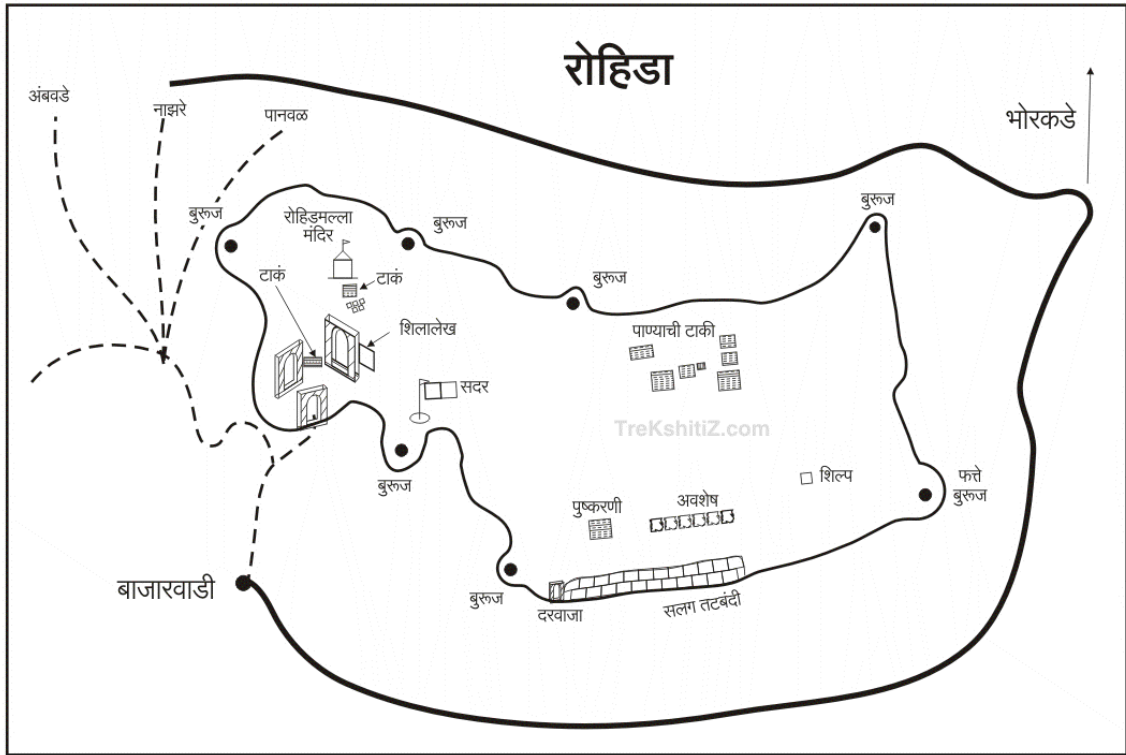 रोहिडा
अंबवडे
नाझरे
पानवळ
भोरकडे
बुरूज
रोहिडमल्ला
मंदिर
बुरूज
बुरूज
टाकं
टाकं
बुरूज
शिलालेख
पाण्याची टाकी
सदर
TreKshitiZ.com
बुरूज
शिल्प
फत्ते
बुरूज
पुष्करणी
अवशेष
बाजारवाडी
बुरूज
दरवाजा
सलग तटबंदी